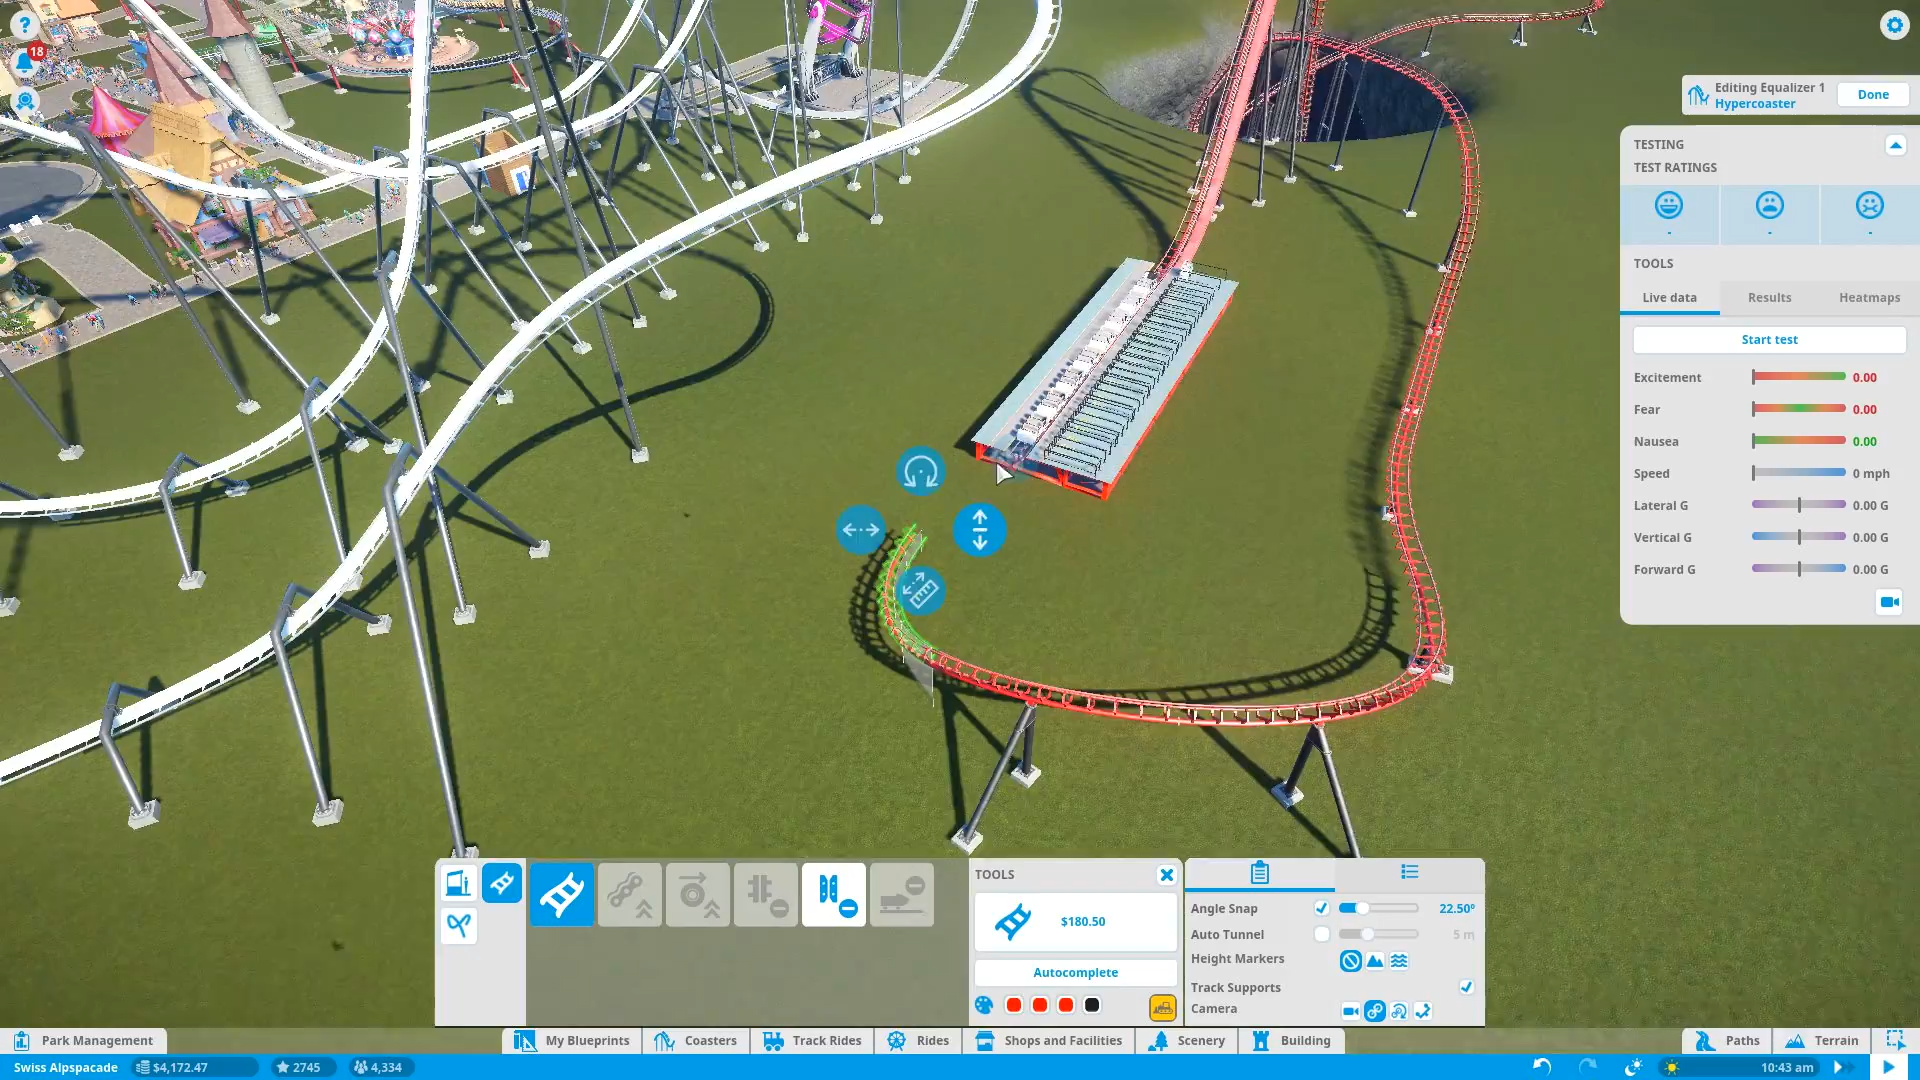 18
Editing Equalizer 1
Hypercoaster
Done
TESTING
TEST RATINGS
- - -
TOOLS
Live data Results Heatmaps
Start test
Excitement 0.00
Fear 0.00
Nausea 0.00
Speed 0 mph
Lateral G 0.00 G
Vertical G 0.00 G
Forward G 0.00 G
TOOLS
$180.50
Autocomplete
Angle Snap 22.50°
Auto Tunnel 5 m
Height Markers
Track Supports
Camera
Park Management My Blueprints Coasters Track Rides Rides Shops and Facilities Scenery Building Paths Terrain
Swiss Alpspacade $4,172.47 2745 4,334 10:43 am